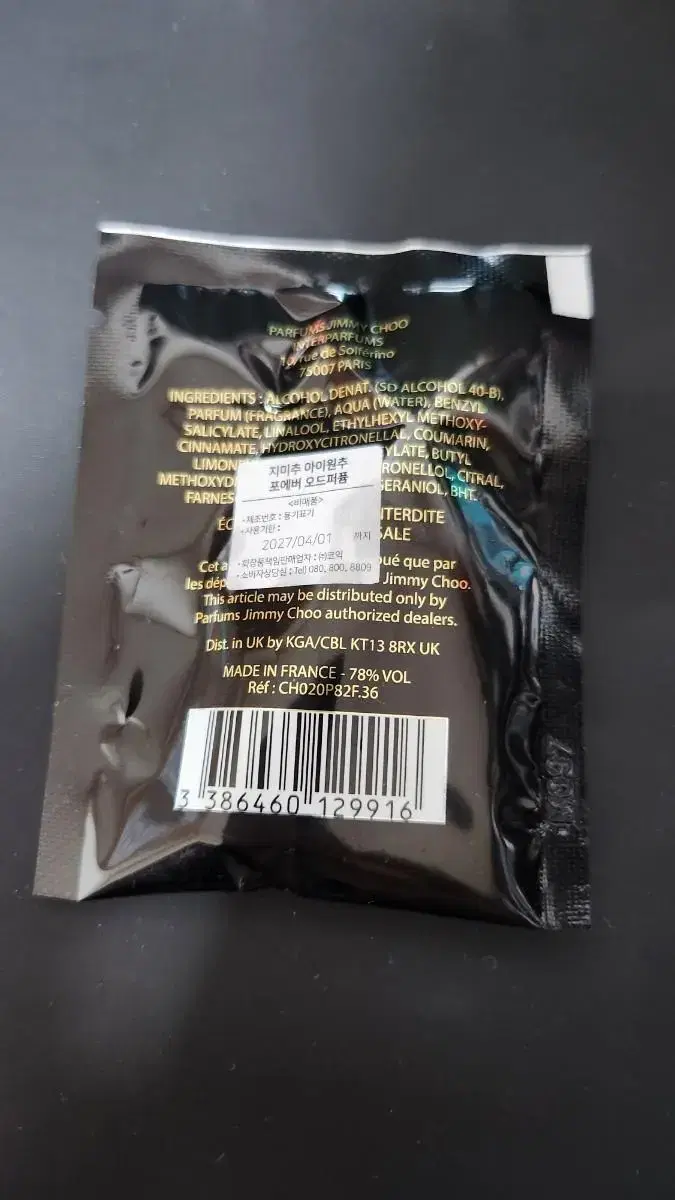 PARFUMS JIMMY CHOO
INTERPARFUMS
10, rue de Solférino
75007 PARIS
INGREDIENTS : ALCOHOL DENAT. (SD ALCOHOL 40-B),
PARFUM (FRAGRANCE), AQUA (WATER), BENZYL
SALICYLATE, LINALOOL, ETHYLHEXYL METHOXY-
CINNAMATE, HYDROXYCITRONELLAL, COUMARIN,
LIMON YLATE, BUTYL
METHOXYD RONELLOL, CITRAL,
FARNES GERANIOL, BHT.
지미추 아이원추
포에버 오드퍼퓸
<비매품>
・제조번호 : 용기표기
・사용기한 :
2027/04/01 까지
・화장품책임판매업자 : ㈜코익
・소비자상담실 : Tel) 080. 800. 8809
ÉC NTERDITE
SALE
Cet a bué que par
les dép Jimmy Choo.
This article may be distributed only by
Parfums Jimmy Choo authorized dealers.
Dist. in UK by KGA/CBL KT13 8RX UK
MADE IN FRANCE - 78% VOL
Réf : CH020P82F.36
3 386460 129916